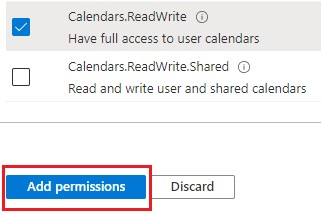 Calendars.ReadWrite
Have full access to user calendars
Calendars.ReadWrite.Shared
Read and write user and shared calendars
Add permissions
Discard